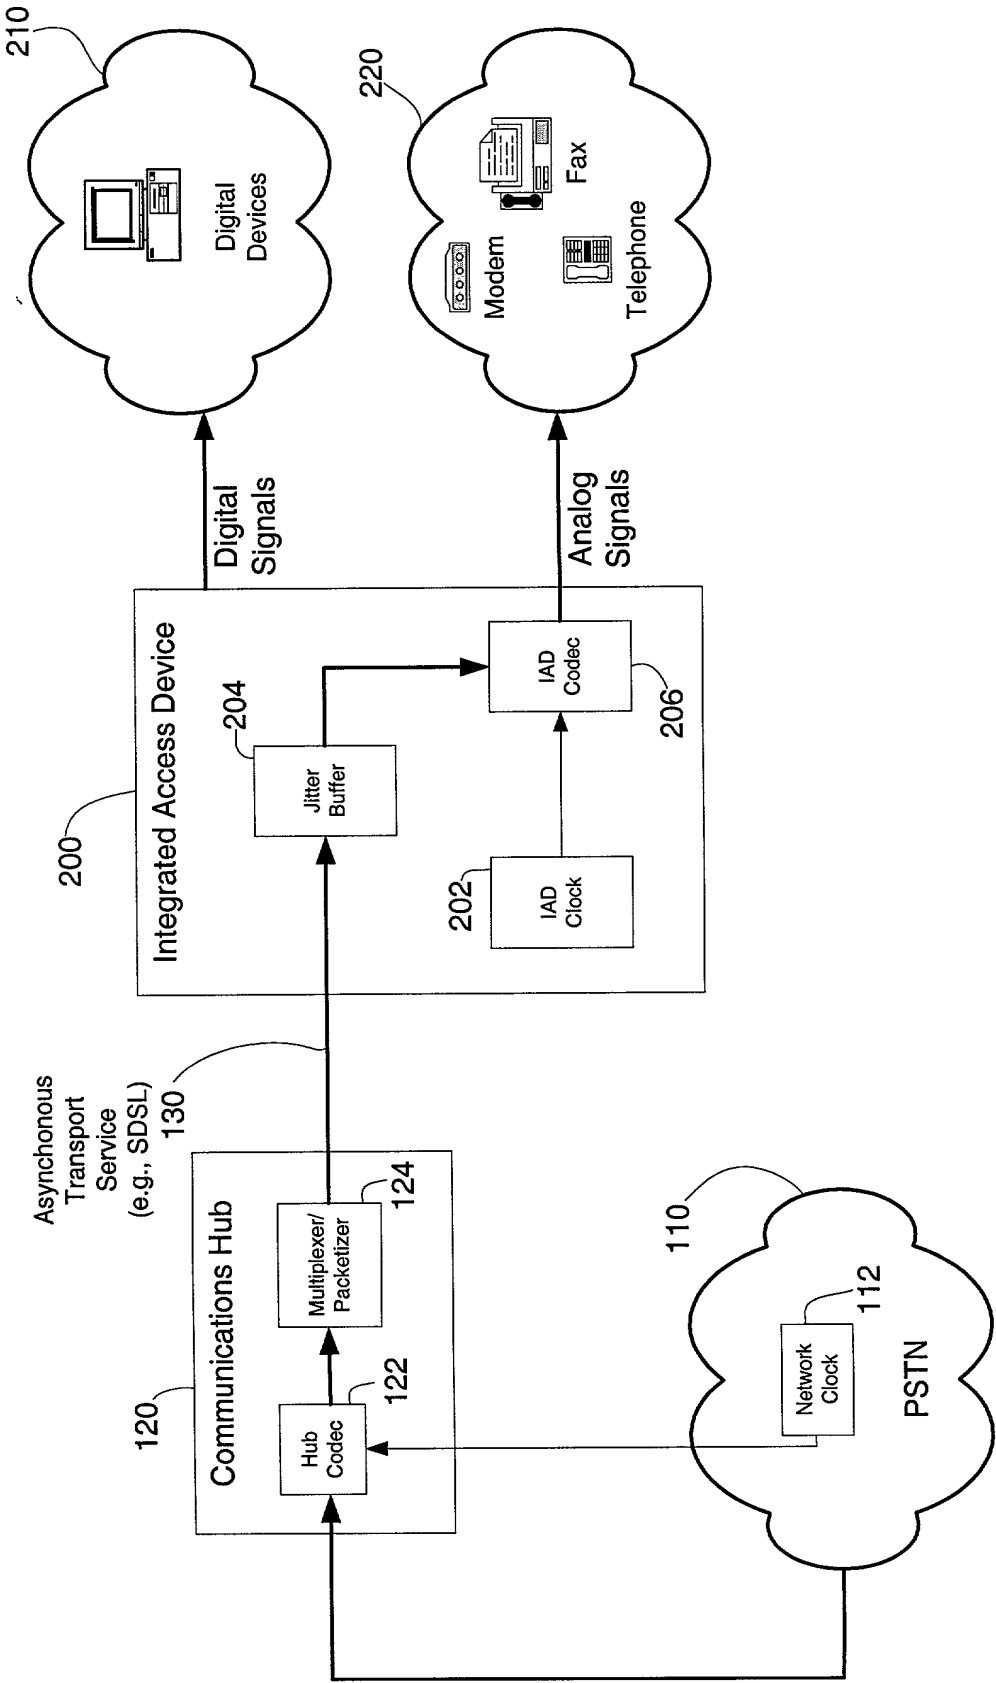 Asynchonous
Transport
Service
(e.g., SDSL)
130
120
Communications Hub
Hub
Codec
122
Multiplexer/
Packetizer
124
200
Integrated Access Device
Jitter
Buffer
204
202
IAD
Clock
IAD
Codec
206
Digital
Signals
Analog
Signals
210
Digital
Devices
220
Modem
Fax
Telephone
110
Network
Clock
112
PSTN